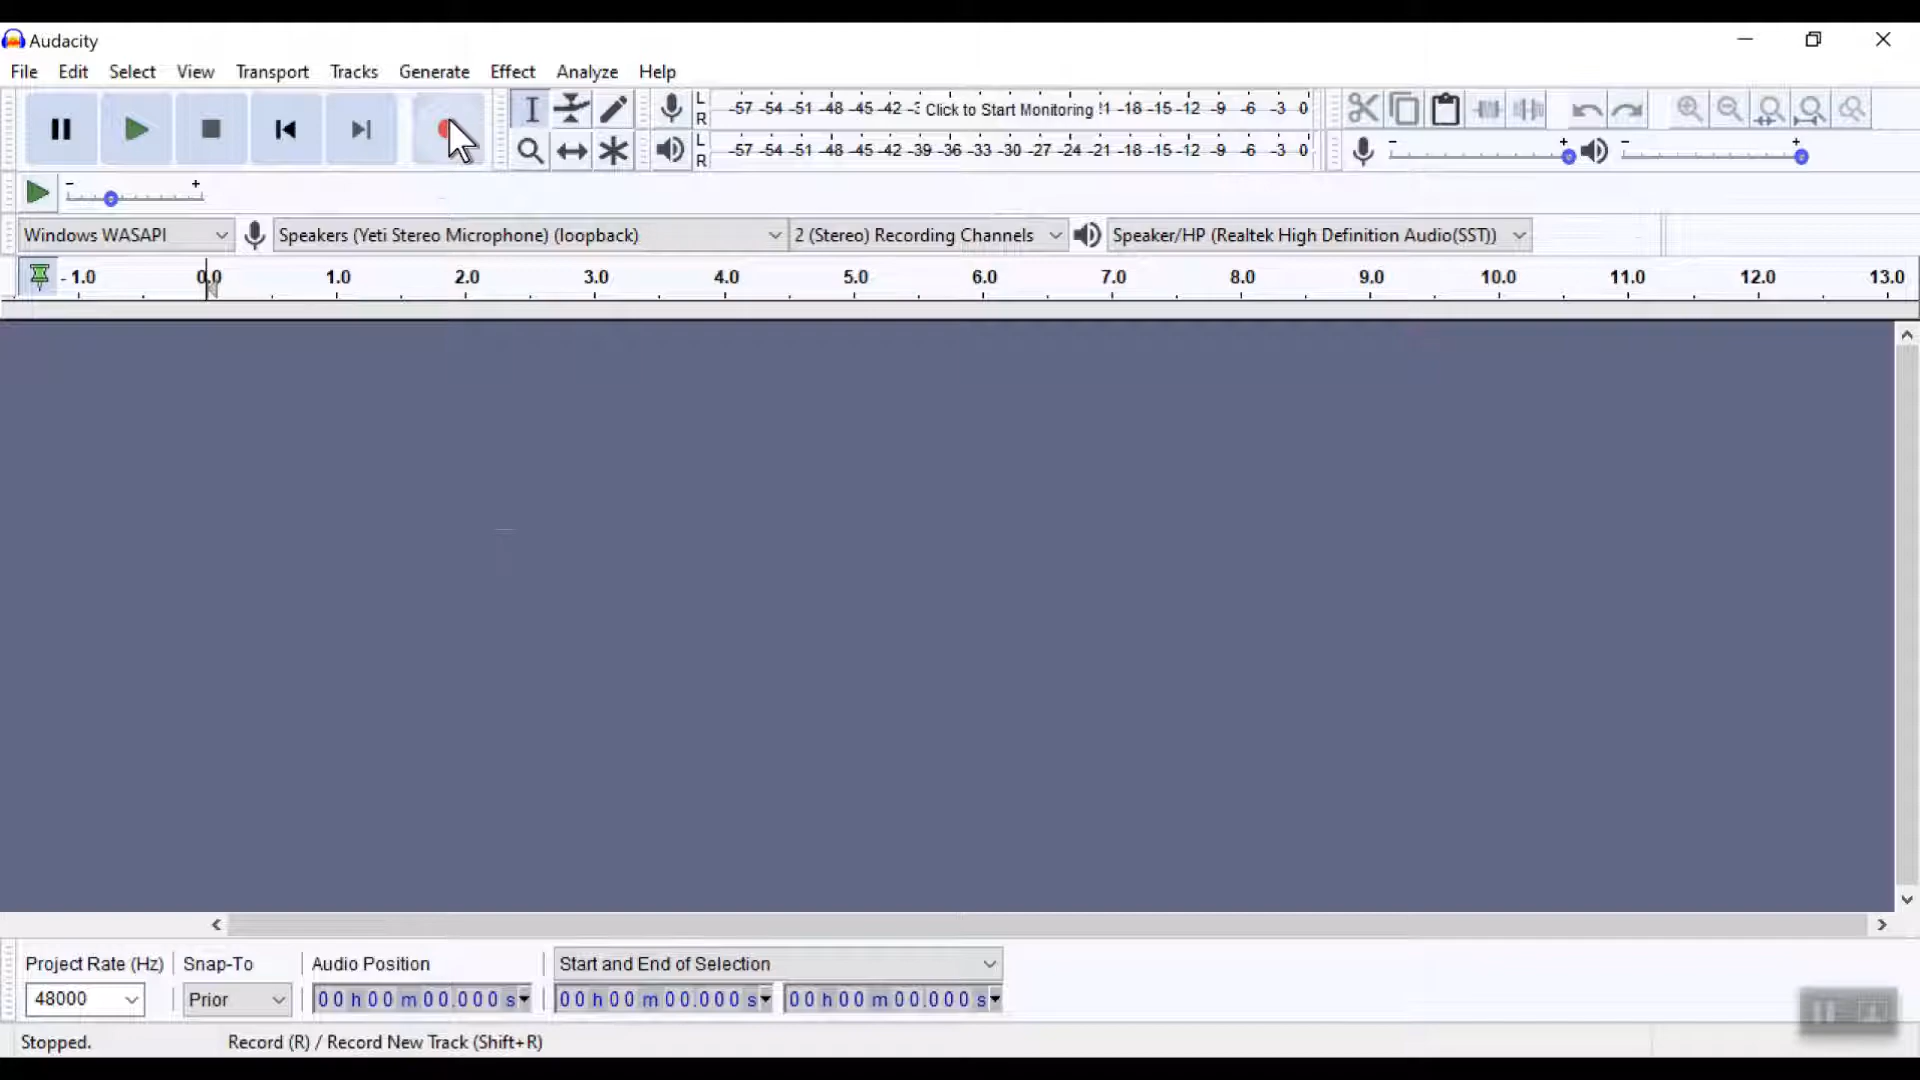 Audacity
File Edit Select View Transport Tracks Generate Effect Analyze Help
L R -57 -54 -51 -48 -45 -42 Click to Start Monitoring -18 -15 -12 -9 -6 -3 0
L R -57 -54 -51 -48 -45 -42 -39 -36 -33 -30 -27 -24 -21 -18 -15 -12 -9 -6 -3 0
- + - +
- +
Windows WASAPI Speakers (Yeti Stereo Microphone) (loopback) 2 (Stereo) Recording Channels Speaker/HP (Realtek High Definition Audio(SST))
-1.0 0.0 1.0 2.0 3.0 4.0 5.0 6.0 7.0 8.0 9.0 10.0 11.0 12.0 13.0
Project Rate (Hz) Snap-To Audio Position Start and End of Selection
48000 Prior 00 h 00 m 00.000 s 00 h 00 m 00.000 s 00 h 00 m 00.000 s
Stopped. Record (R) / Record New Track (Shift+R)